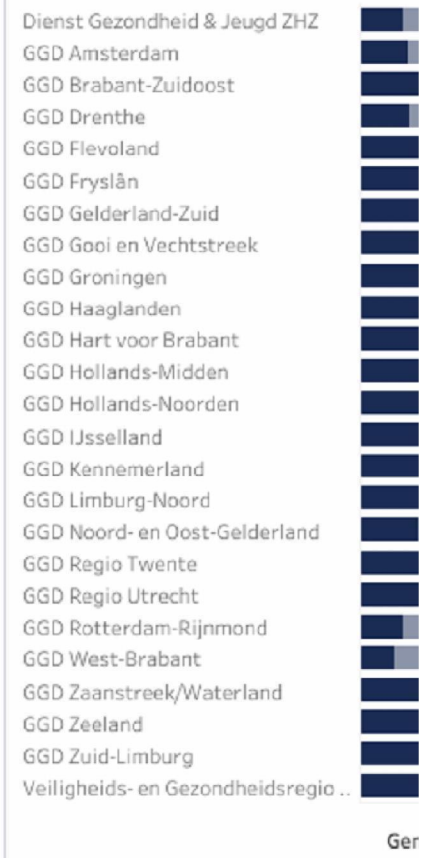 Dienst Gezondheid & Jeugd ZHZ
GGD Amsterdam
GGD Brabant-Zuidoost
GGD Drenthe
GGD Flevoland
GGD Fryslân
GGD Gelderland-Zuid
GGD Gooi en Vechtstreek
GGD Groningen
GGD Haaglanden
GGD Hart voor Brabant
GGD Hollands-Midden
GGD Hollands-Noorden
GGD IJsselland
GGD Kennemerland
GGD Limburg-Noord
GGD Noord- en Oost-Gelderland
GGD Regio Twente
GGD Regio Utrecht
GGD Rotterdam-Rijnmond
GGD West-Brabant
GGD Zaanstreek/Waterland
GGD Zeeland
GGD Zuid-Limburg
Veiligheids- en Gezondheidsregio ..
Ger